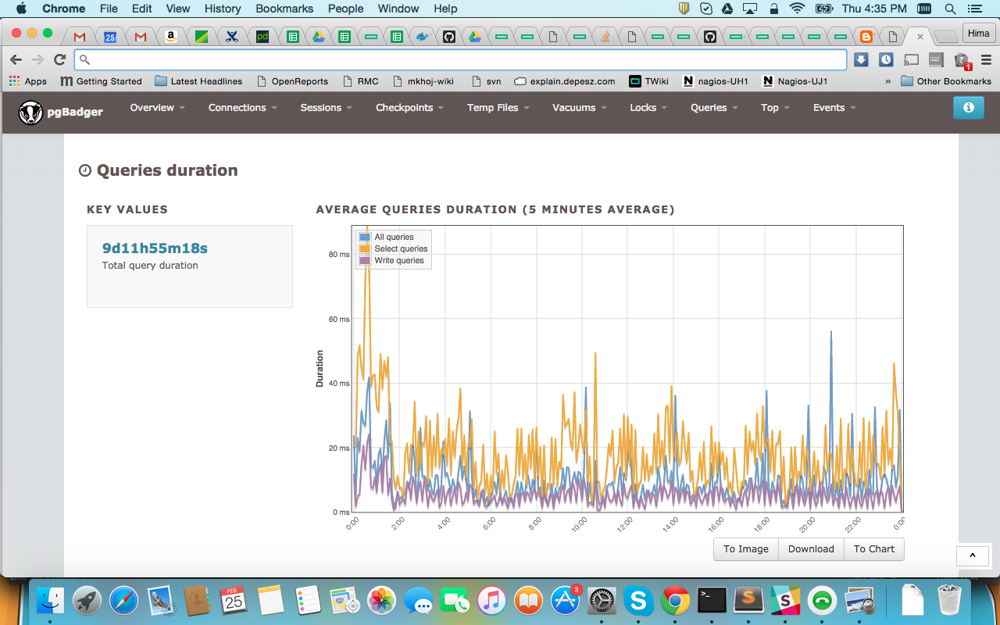 Chrome File Edit View History Bookmarks People Window Help Thu 4:35 PM
25 a pd Hima
Apps Getting Started Latest Headlines OpenReports RMC mkhoj-wiki svn explain.depesz.com TWiki nagios-UH1 Nagios-UJ1 » Other Bookmarks
1
pgBadger Overview Connections Sessions Checkpoints Temp Files Vacuums Locks Queries Top Events
Queries duration
KEY VALUES
9d11h55m18s
Total query duration
AVERAGE QUERIES DURATION (5 MINUTES AVERAGE)
All queries
Select queries
Write queries
80 ms
60 ms
40 ms
20 ms
0 ms
Duration
0:00 2:00 4:00 6:00 8:00 10:00 12:00 14:00 16:00 18:00 20:00 22:00 0:00
To Image Download To Chart
FEB
25
3